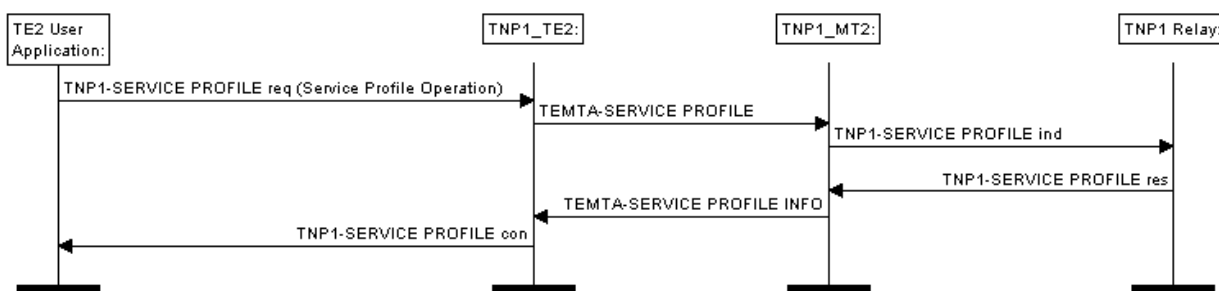 TE2 User
Application:
TNP1_TE2:
TNP1_MT2:
TNP1 Relay:
TNP1-SERVICE PROFILE req (Service Profile Operation)
TEMTA-SERVICE PROFILE
TNP1-SERVICE PROFILE ind
TNP1-SERVICE PROFILE res
TEMTA-SERVICE PROFILE INFO
TNP1-SERVICE PROFILE con